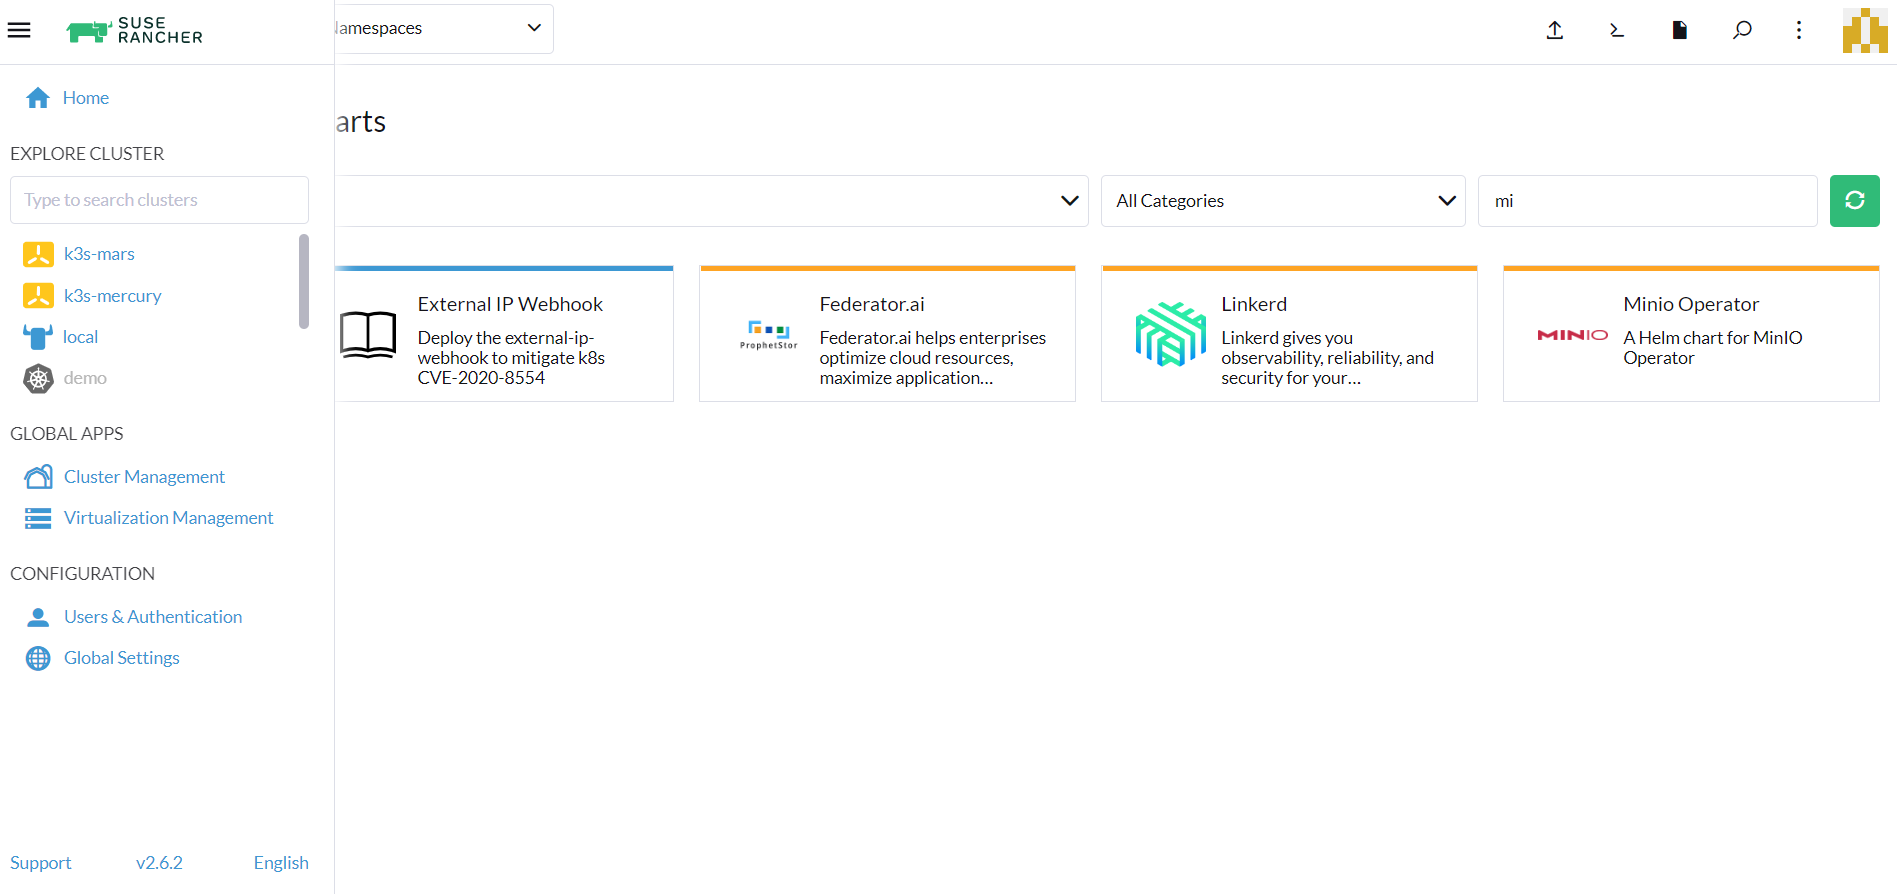 SUSE
RANCHER
amespaces
Home
EXPLORE CLUSTER
Type to search clusters
k3s-mars
k3s-mercury
local
demo
GLOBAL APPS
Cluster Management
Virtualization Management
CONFIGURATION
Users & Authentication
Global Settings
Support
v2.6.2
English
arts
All Categories
mi
External IP Webhook
Deploy the external-ip-
webhook to mitigate k8s
CVE-2020-8554
ProphetStor
Federator.ai
Federator.ai helps enterprises
optimize cloud resources,
maximize application...
Linkerd
Linkerd gives you
observability, reliability, and
security for your...
MINIO
Minio Operator
A Helm chart for MinIO
Operator